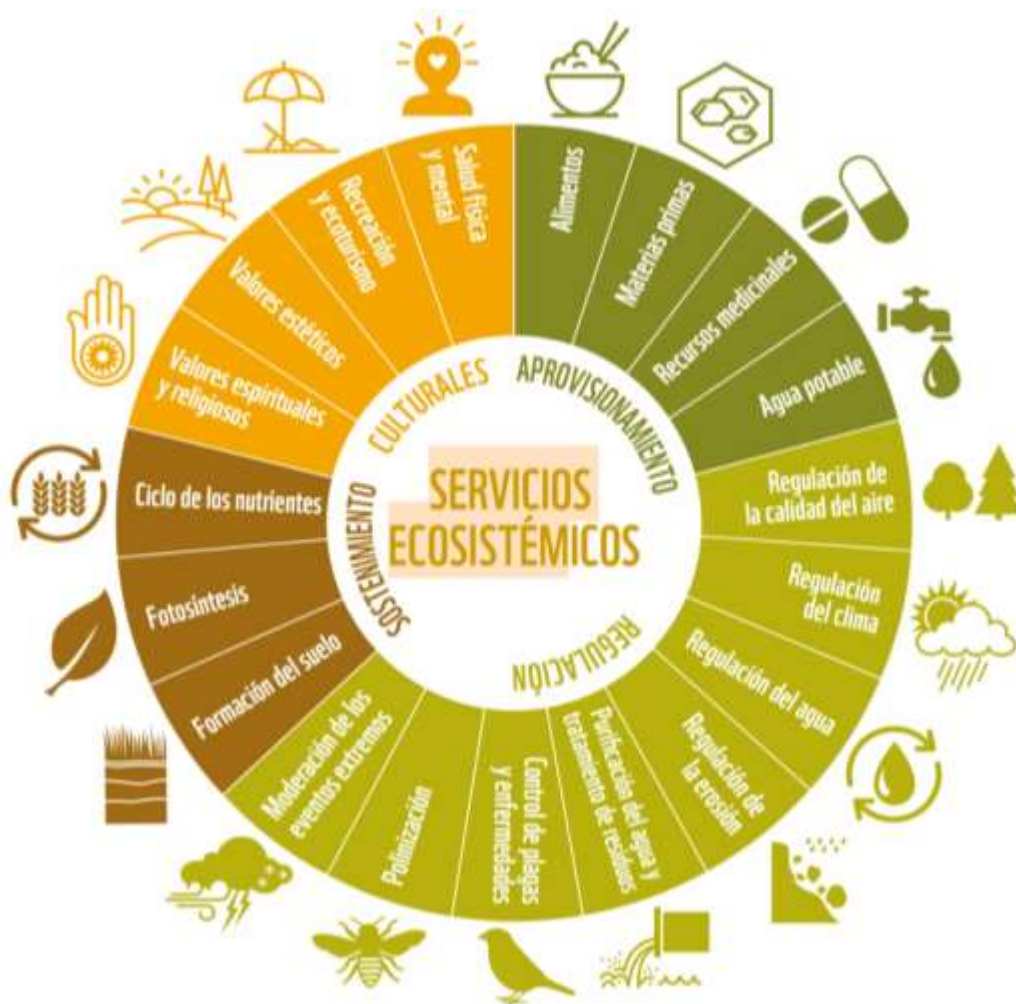 SERVICIOS
ECOSISTÉMICOS
APROVISIONAMIENTO
Alimentos
Materias primas
Recursos medicinales
Agua potable
REGULACIÓN
Regulación de
la calidad del aire
Regulación
del clima
Regulación del agua
Regulación de
la erosión
Purificación del agua y
tratamiento de residuos
Control de plagas
y enfermedades
Polinización
Moderación de los
eventos extremos
SOSTENIMIENTO
Formación del suelo
Fotosíntesis
Ciclo de los nutrientes
CULTURALES
Valores espirituales
y religiosos
Valores estéticos
Recreación
y ecoturismo
Salud física
y mental